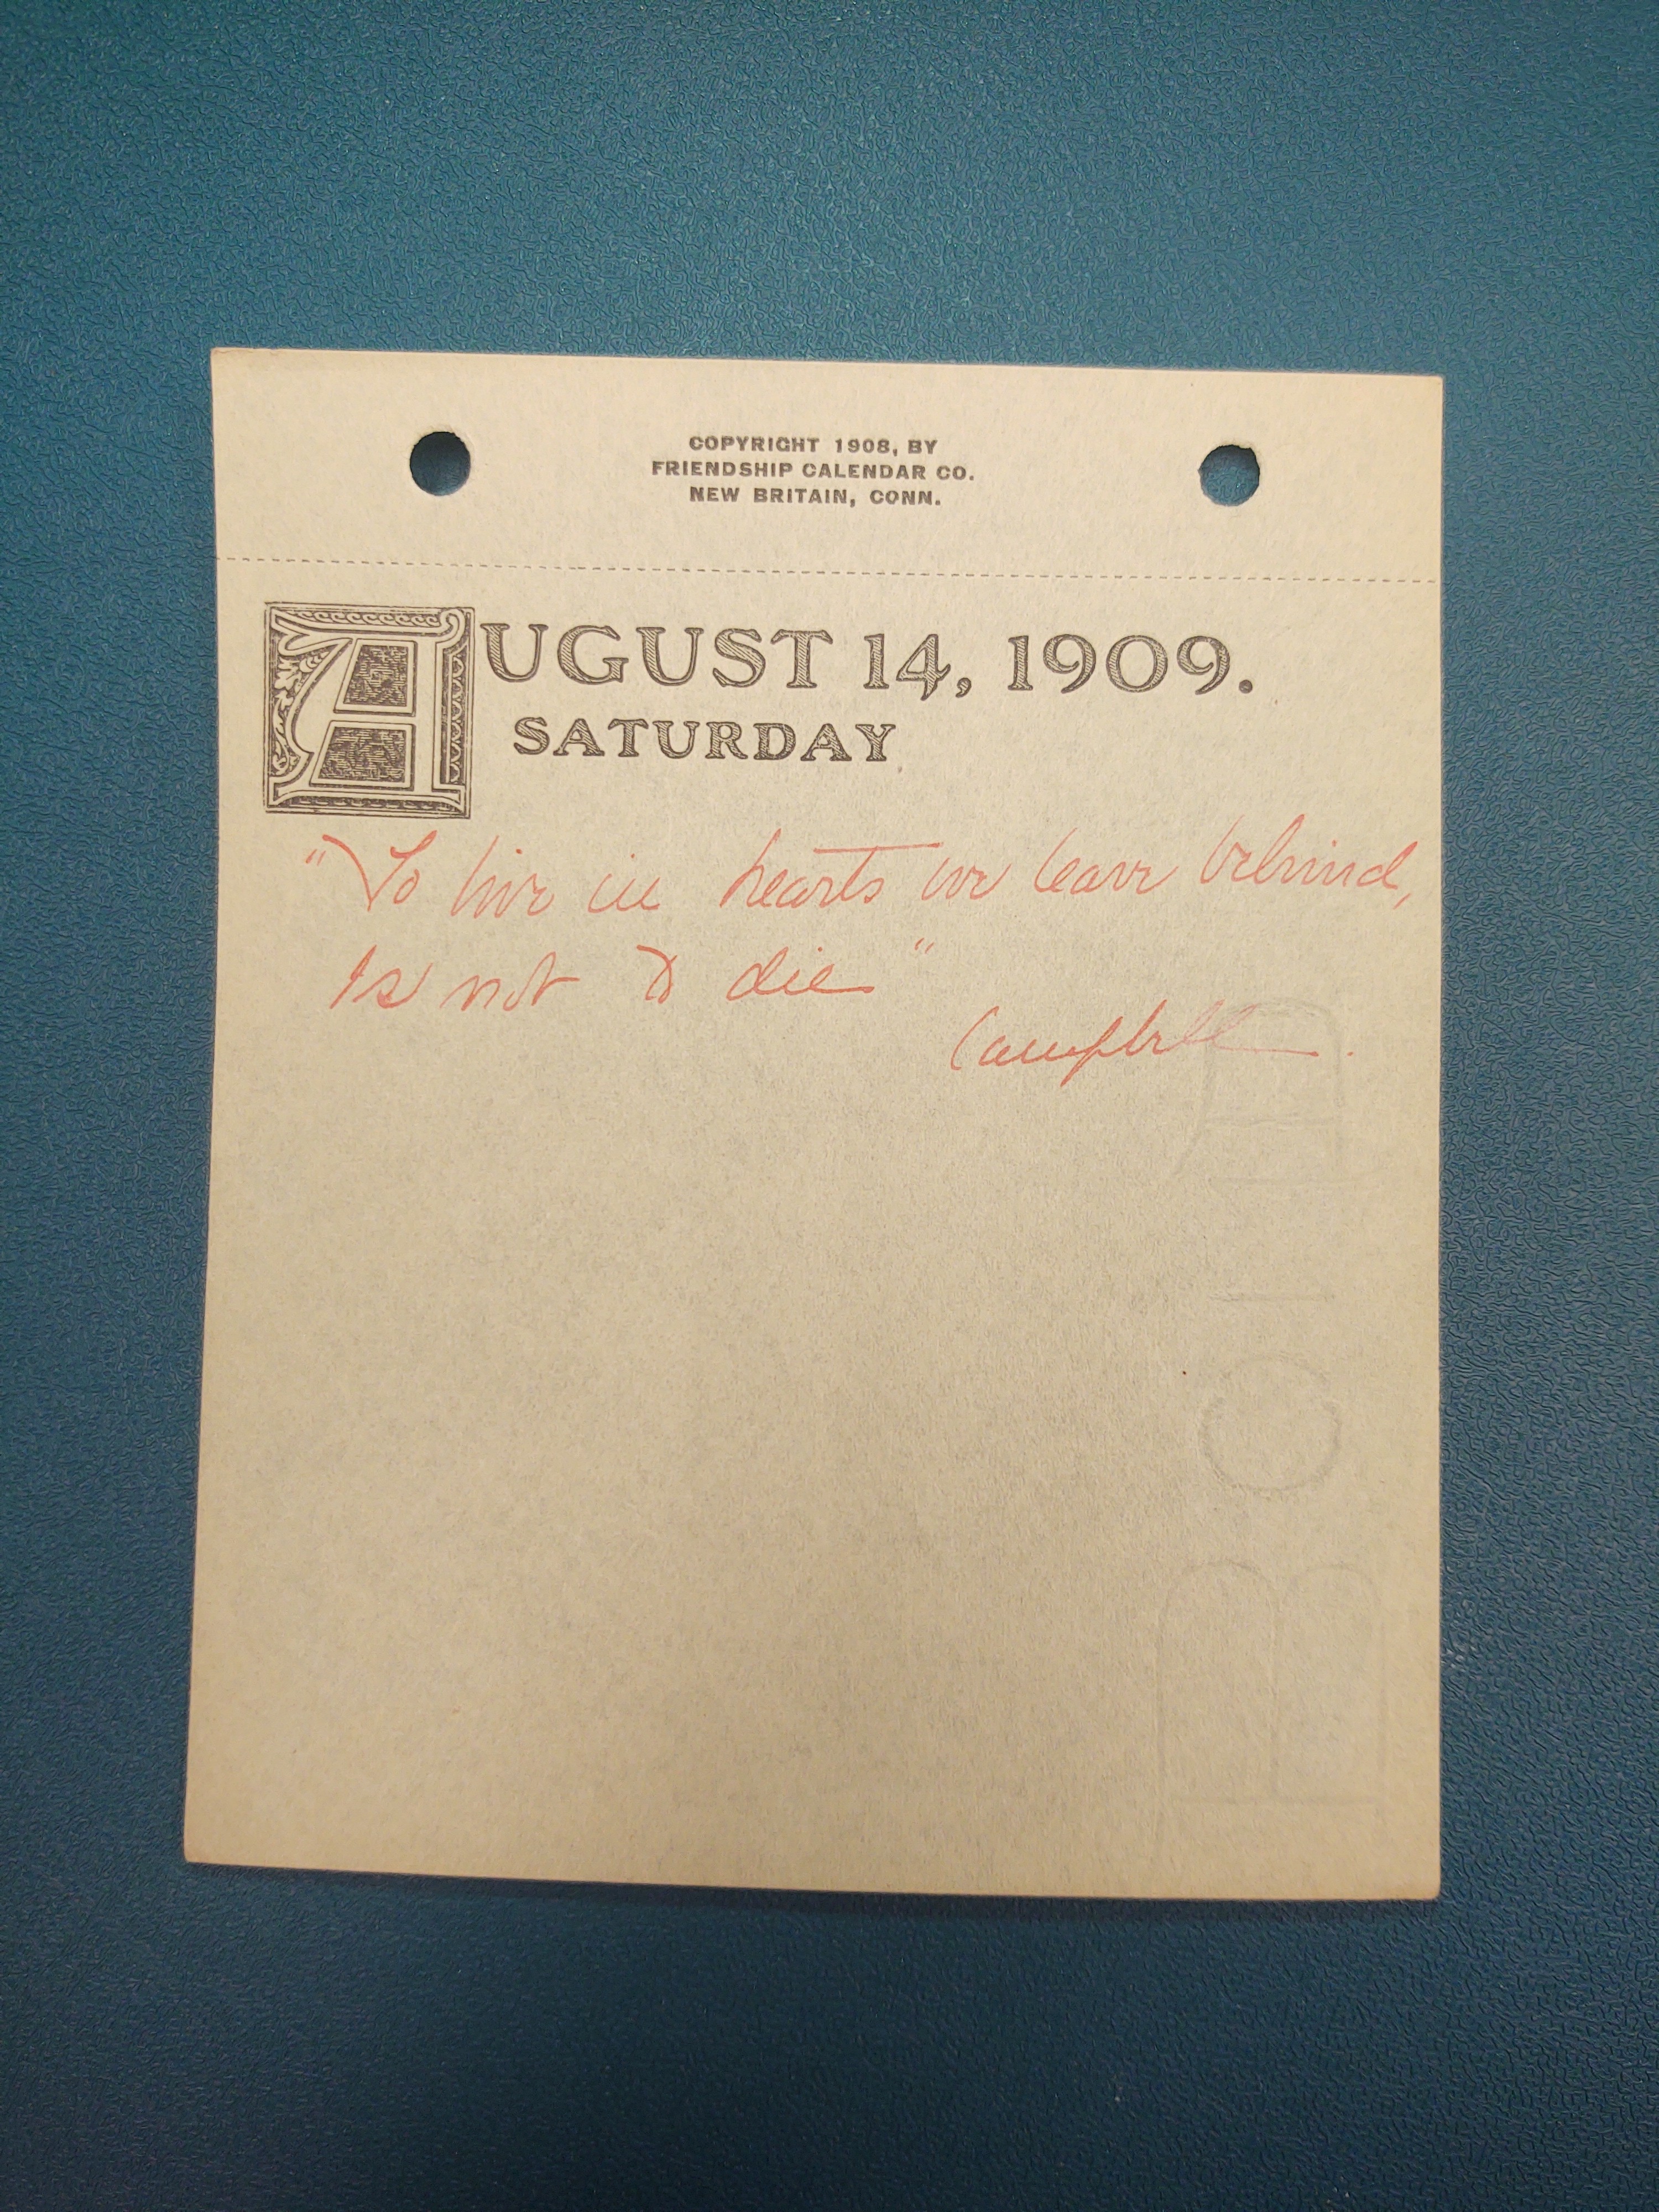 COPYRIGHT 1908, BY
FRIENDSHIP CALENDAR CO.
NEW BRITAIN, CONN.
AUGUST 14, 1909.
SATURDAY
"To live in hearts we leave behind,
Is not to die"
Campbell.